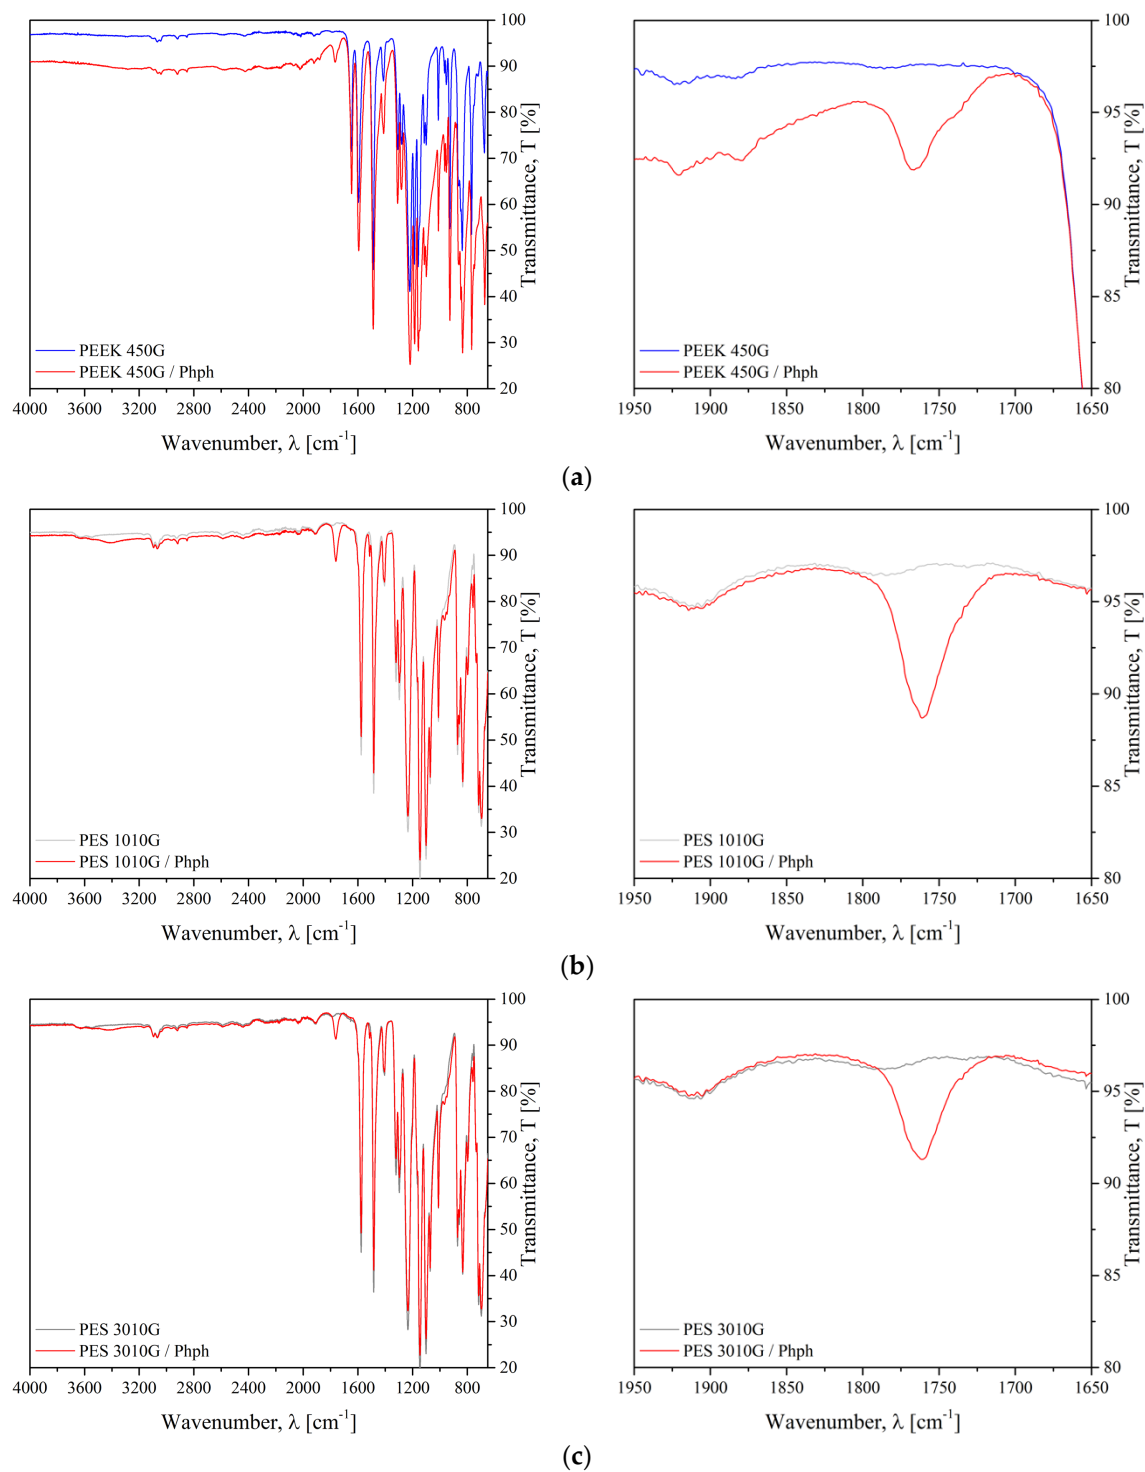 100
90
80
70
60
50
40
30
20
Transmittance, T [%]
PEEK 450G
PEEK 450G / Phph
4000 3600 3200 2800 2400 2000 1600 1200 800
Wavenumber, λ [cm-1]
100
95
90
85
80
Transmittance, T [%]
PEEK 450G
PEEK 450G / Phph
1950 1900 1850 1800 1750 1700 1650
Wavenumber, λ [cm-1]
(a)
100
90
80
70
60
50
40
30
20
Transmittance, T [%]
PES 1010G
PES 1010G / Phph
4000 3600 3200 2800 2400 2000 1600 1200 800
Wavenumber, λ [cm-1]
100
95
90
85
80
Transmittance, T [%]
PES 1010G
PES 1010G / Phph
1950 1900 1850 1800 1750 1700 1650
Wavenumber, λ [cm-1]
(b)
100
90
80
70
60
50
40
30
20
Transmittance, T [%]
PES 3010G
PES 3010G / Phph
4000 3600 3200 2800 2400 2000 1600 1200 800
Wavenumber, λ [cm-1]
100
95
90
85
80
Transmittance, T [%]
PES 3010G
PES 3010G / Phph
1950 1900 1850 1800 1750 1700 1650
Wavenumber, λ [cm-1]
(c)